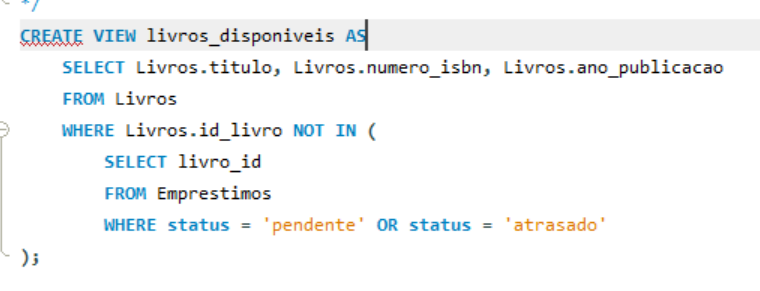 */
CREATE VIEW livros_disponiveis AS
SELECT Livros.titulo, Livros.numero_isbn, Livros.ano_publicacao
FROM Livros
WHERE Livros.id_livro NOT IN (
SELECT livro_id
FROM Emprestimos
WHERE status = 'pendente' OR status = 'atrasado'
);